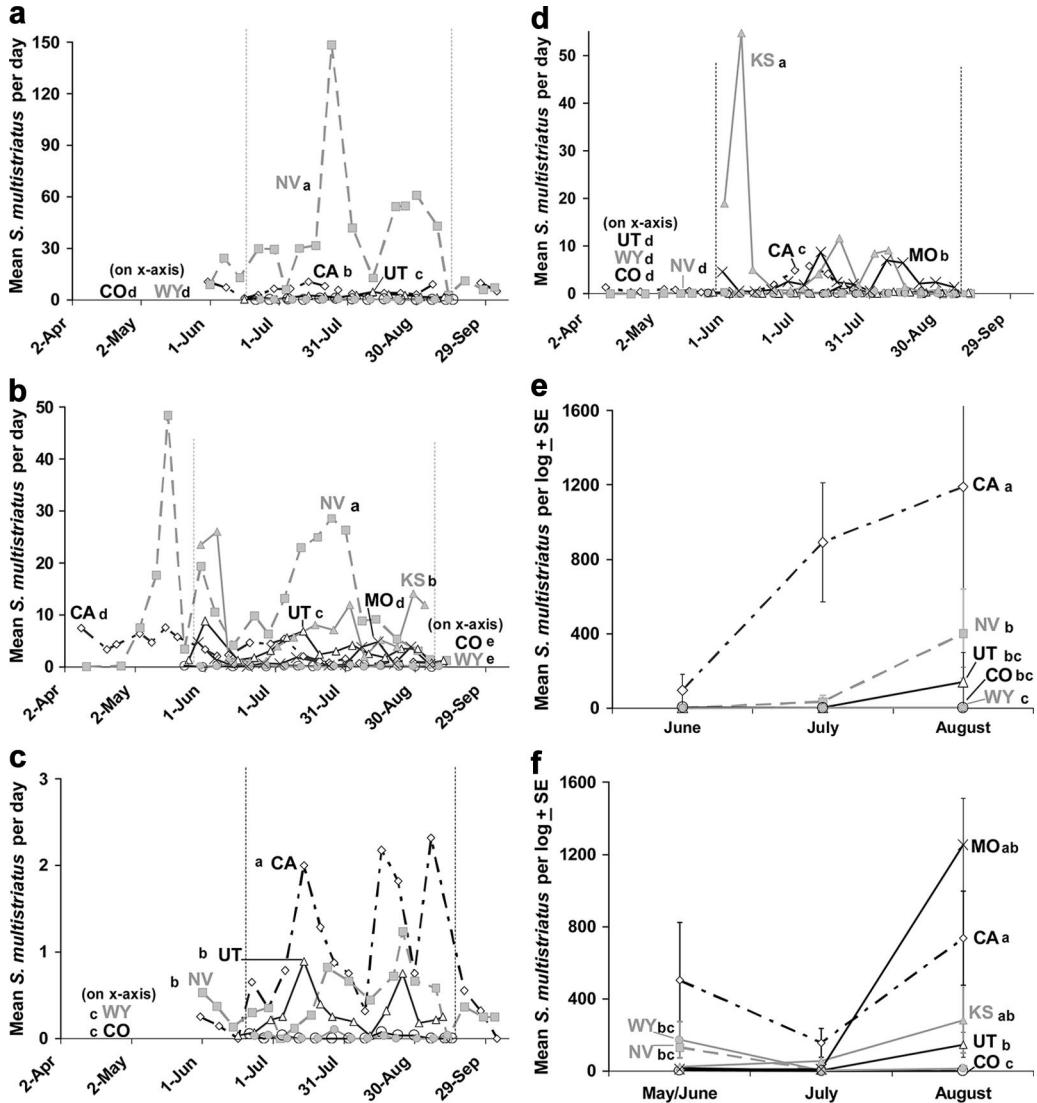 a
Mean S. multistriatus per day
150
120
90
60
30
0
NV a
(on x-axis)
CO d WY d
CA b
UT c
2-Apr
2-May
1-Jun
1-Jul
31-Jul
30-Aug
29-Sep
b
Mean S. multistriatus per day
50
40
30
20
10
0
NV a
KS b
CA d
UT c
MO d
(on x-axis)
CO e
WY e
2-Apr
2-May
1-Jun
1-Jul
31-Jul
30-Aug
29-Sep
c
Mean S. multistriatus per day
3
2
1
0
a CA
b UT
b NV
(on x-axis)
c WY
c CO
2-Apr
2-May
1-Jun
1-Jul
31-Jul
30-Aug
29-Sep
d
Mean S. multistriatus per day
50
40
30
20
10
0
KS a
(on x-axis)
UT d
WY d
CO d
NV d
CA c
MO b
2-Apr
2-May
1-Jun
1-Jul
31-Jul
30-Aug
29-Sep
e
Mean S. multistriatus per log ± SE
1600
1200
800
400
0
CA a
NV b
UT bc
CO bc
WY c
June
July
August
f
Mean S. multistriatus per log ± SE
1600
1200
800
400
0
MO ab
CA a
WY bc
NV bc
KS ab
UT b
CO c
May/June
July
August